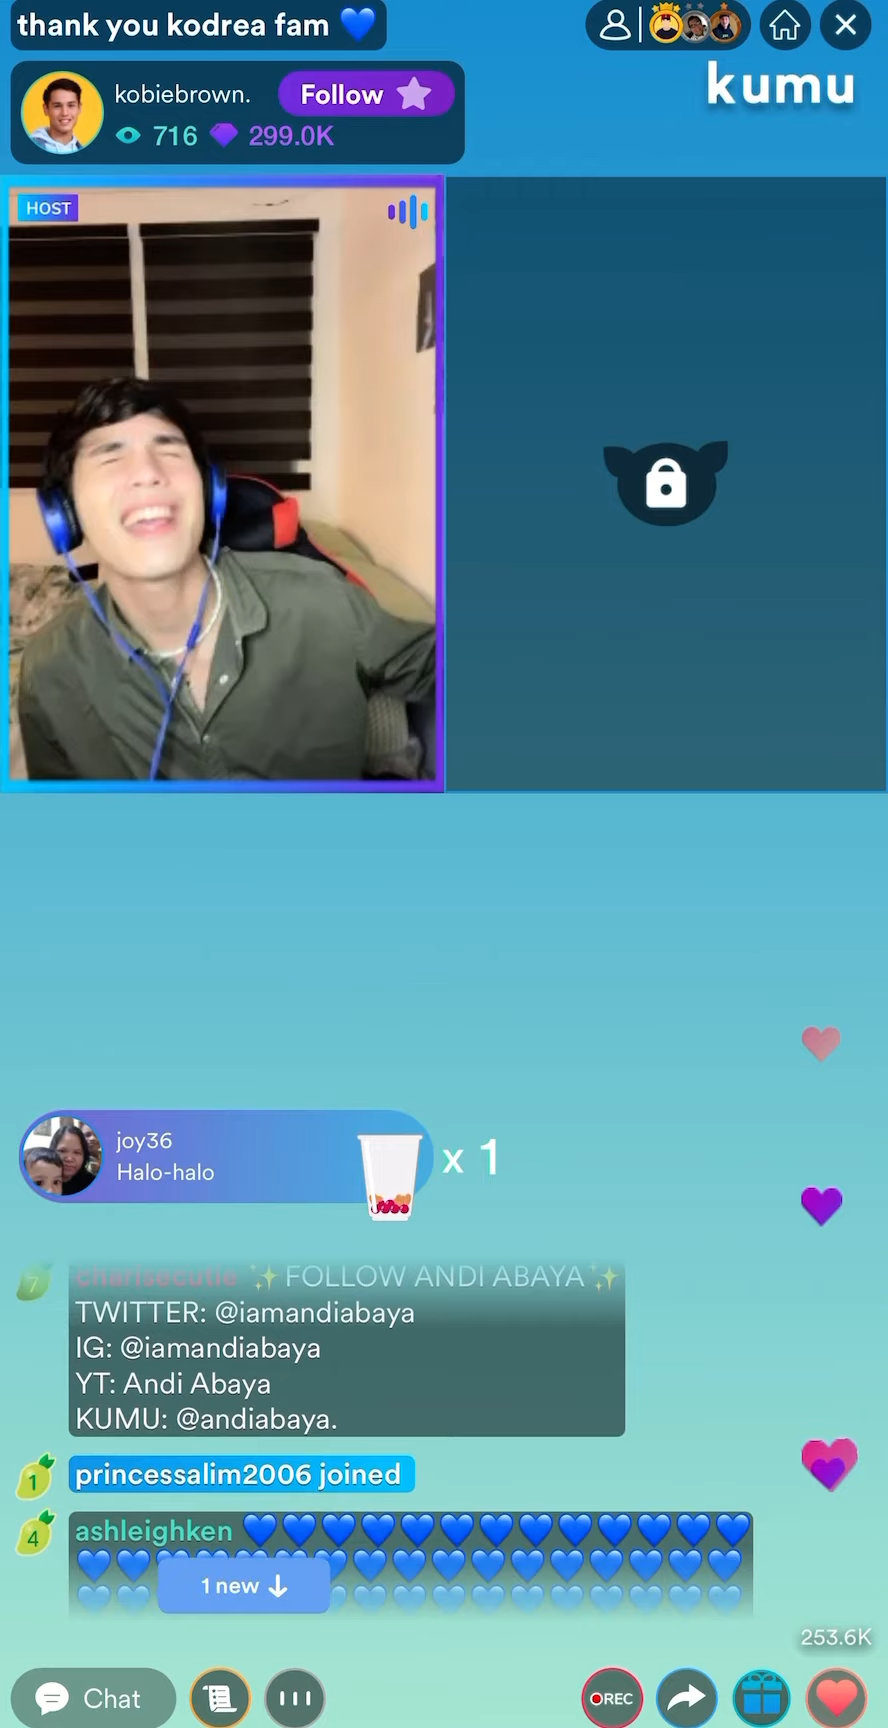 thank you kodrea fam 💙
kobiebrown.
Follow
716 299.0K
kumu
HOST
joy36
Halo-halo
x 1
7 charisecutie ✨FOLLOW ANDI ABAYA✨
TWITTER: @iamandiabaya
IG: @iamandiabaya
YT: Andi Abaya
KUMU: @andiabaya.
1 princessalim2006 joined
4 ashleighken 💙💙💙💙💙💙💙💙💙💙💙💙💙
1 new ↓
253.6K
Chat
REC